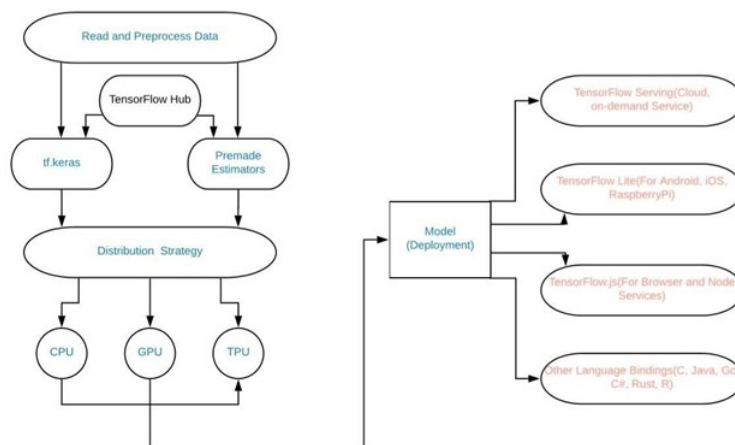 Read and Preprocess Data
TensorFlow Hub
tf.keras
Premade
Estimators
Distribution Strategy
CPU
GPU
TPU
Model
(Deployment)
TensorFlow Serving(Cloud,
on-demand Service)
TensorFlow Lite(For Android, iOS,
RaspberryPi)
TensorFlow.js(For Browser and Node
Services)
Other Language Bindings(C, Java, Go
C#, Rust, R)